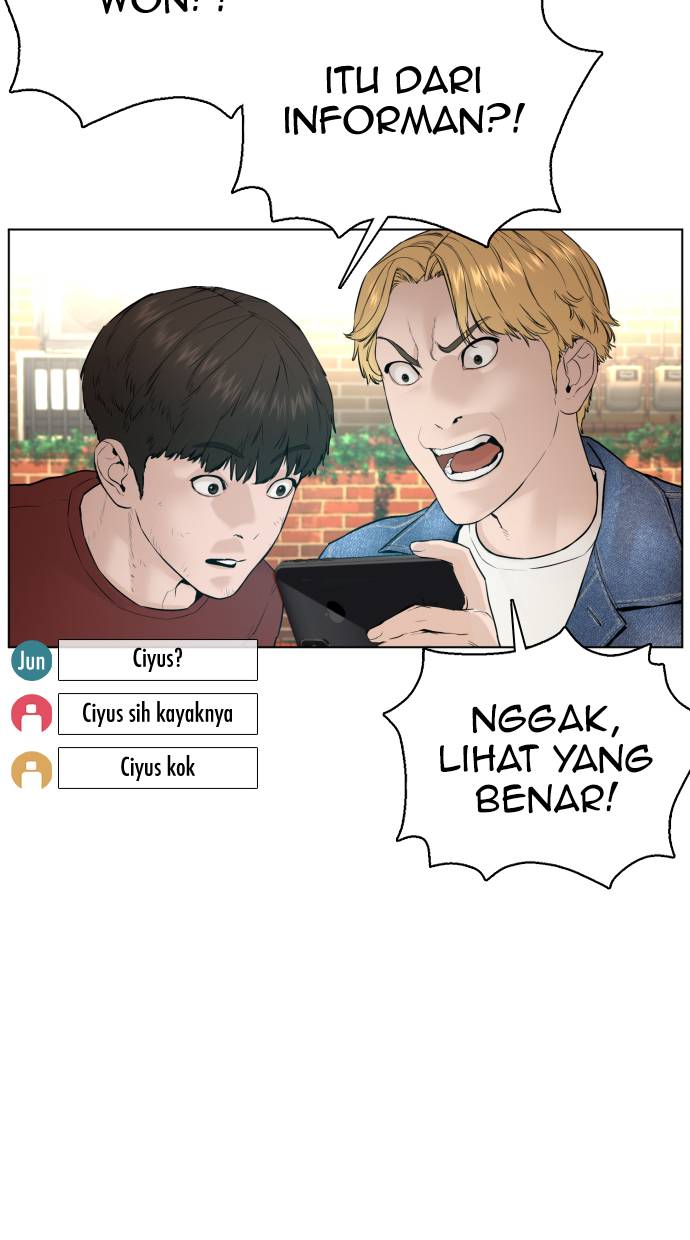 WON??
ITU DARI
INFORMAN?!
Jun
Ciyus?
Ciyus sih kayaknya
Ciyus kok
NGGAK,
LIHAT YANG
BENAR!